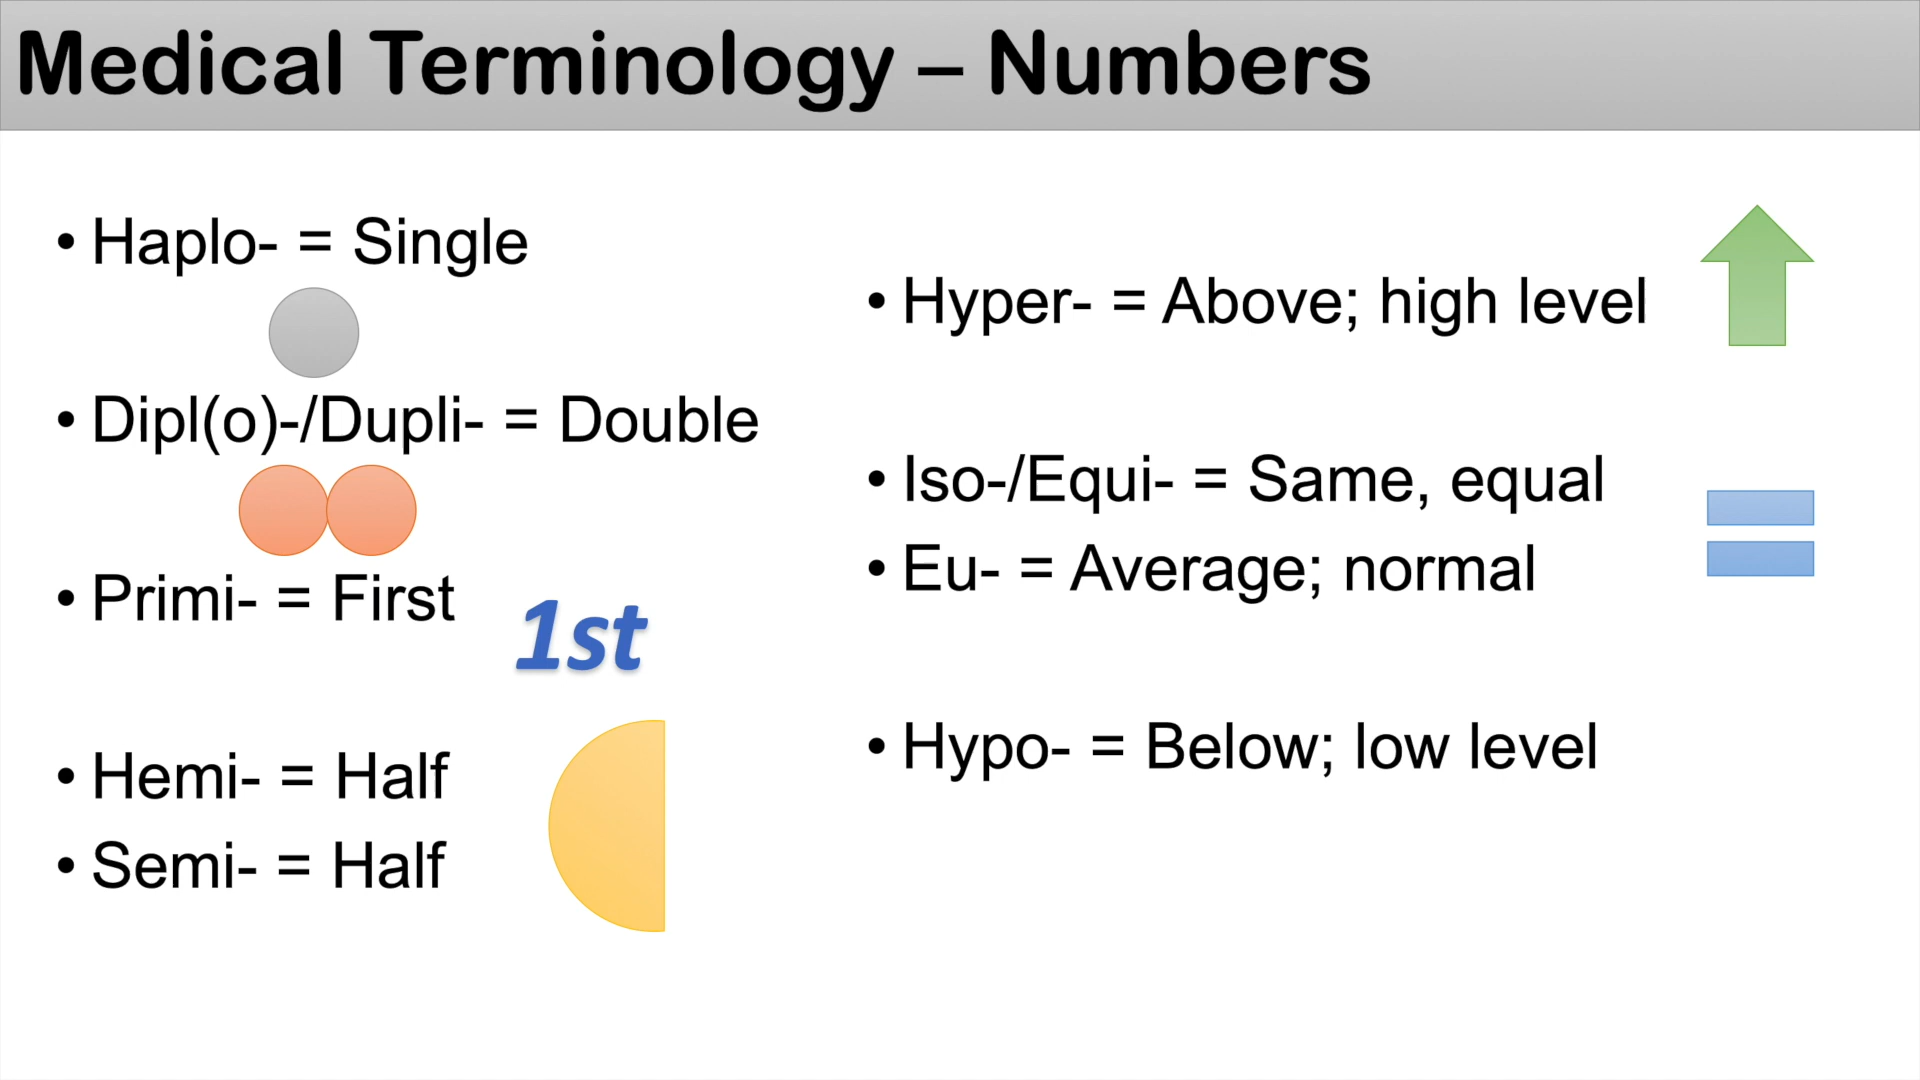 Medical Terminology – Numbers
• Haplo- = Single
• Dipl(o)-/Dupli- = Double
• Primi- = First
1st
• Hemi- = Half
• Semi- = Half
• Hyper- = Above; high level
• Iso-/Equi- = Same, equal
• Eu- = Average; normal
• Hypo- = Below; low level